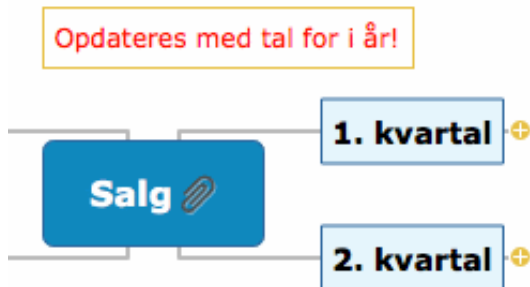 Opdateres med tal for i år!
1. kvartal
Salg
2. kvartal